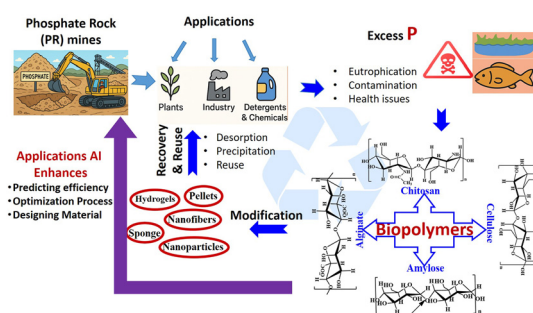 Phosphate Rock
(PR) mines
PHOSPHATE
Applications
Plants
Industry
Detergents
& Chemicals
Excess P
• Eutrophication
• Contamination
• Health issues
Recovery
& Reuse
• Desorption
• Precipitation
• Reuse
Applications AI
Enhances
•Predicting efficiency
•Optimization Process
•Designing Material
Hydrogels
Pellets
Nanofibers
Sponge
Nanoparticles
Modification
Chitosan
Alginate
Biopolymers
Cellulose
Amylose